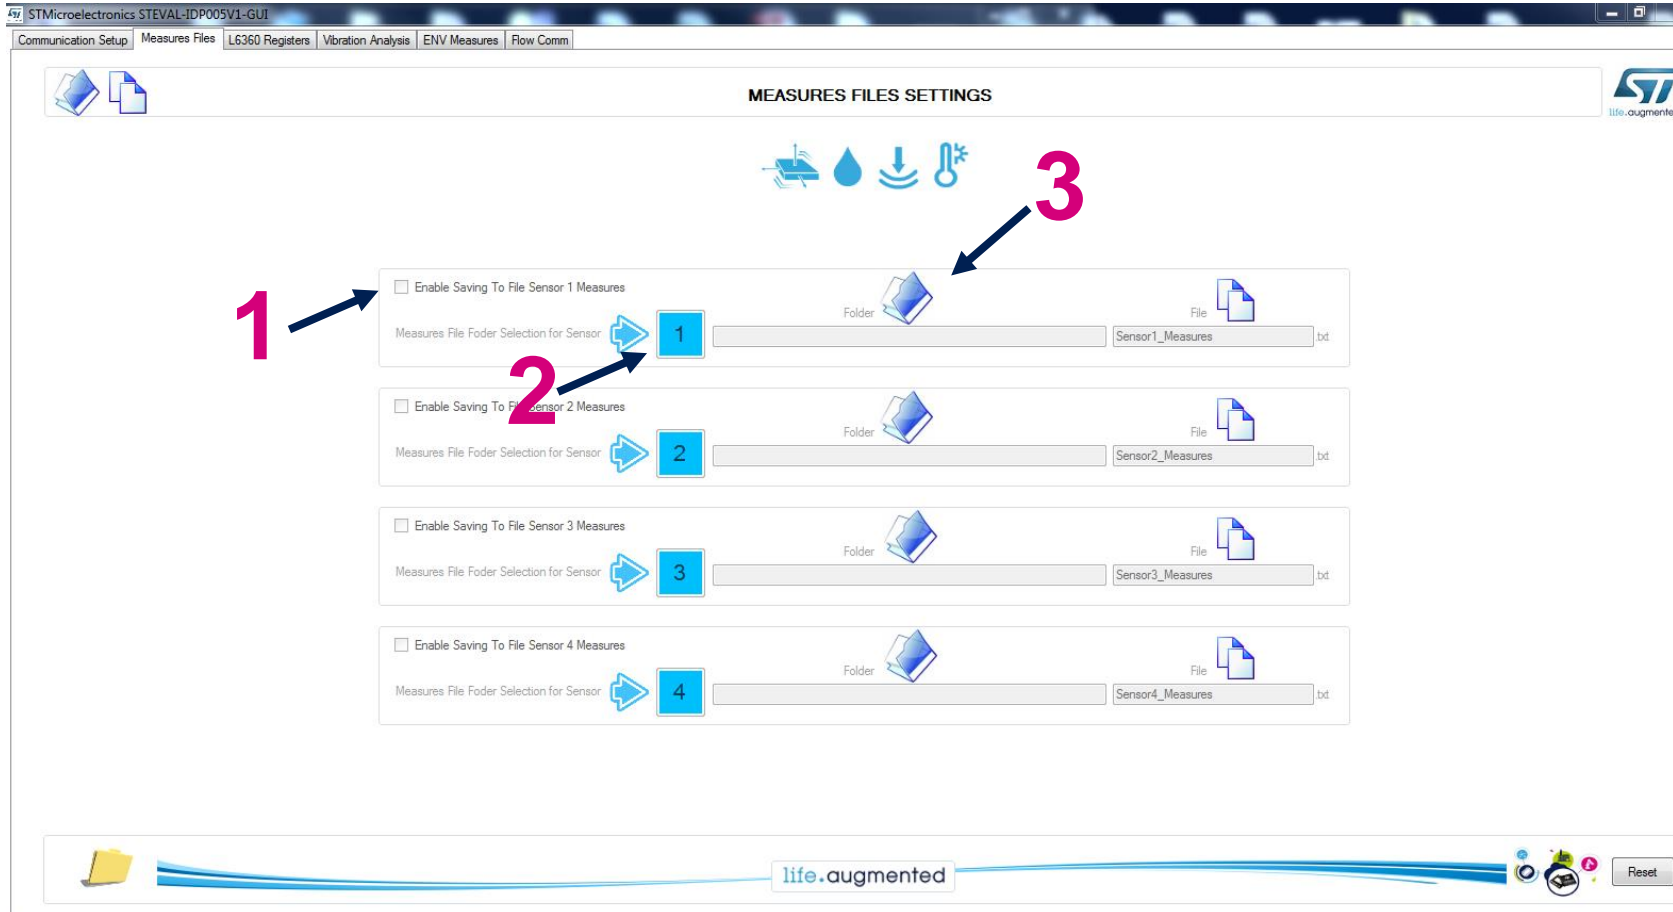 STMicroelectronics STEVAL-IDP005V1-GUI
Communication Setup Measures Files L6360 Registers Vibration Analysis ENV Measures Flow Comm
MEASURES FILES SETTINGS
ST
life.augmented
3
1
Enable Saving To File Sensor 1 Measures
Folder
File
Measures File Foder Selection for Sensor
1
Sensor1_Measures
.txt
2
Enable Saving To File Sensor 2 Measures
Folder
File
Measures File Foder Selection for Sensor
2
Sensor2_Measures
.txt
Enable Saving To File Sensor 3 Measures
Folder
File
Measures File Foder Selection for Sensor
3
Sensor3_Measures
.txt
Enable Saving To File Sensor 4 Measures
Folder
File
Measures File Foder Selection for Sensor
4
Sensor4_Measures
.txt
life.augmented
Reset